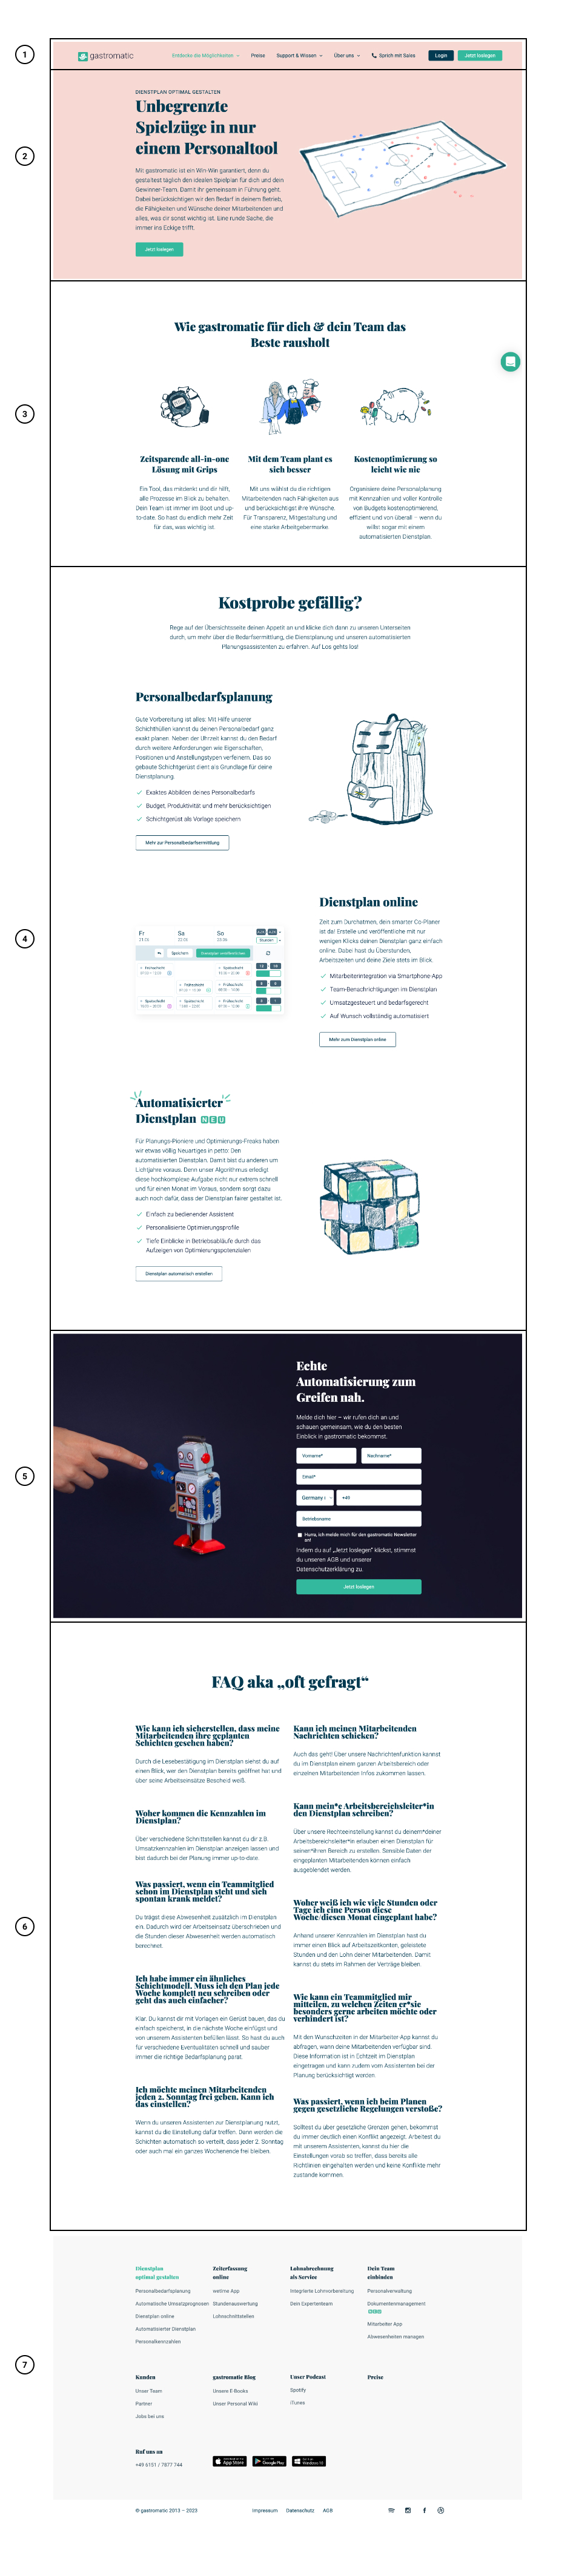 1
gastromatic
Entdecke die Möglichkeiten
Preise
Support & Wissen
Über uns
Sprich mit Sales
Login
Jetzt loslegen
2
DIENSTPLAN OPTIMAL GESTALTEN
Unbegrenzte
Spielzüge in nur
einem Personaltool
Mit gastromatic ist ein Win-Win garantiert, denn du
gestaltest täglich den idealen Spielplan für dich und dein
Gewinner-Team. Damit ihr gemeinsam in Führung geht.
Dabei berücksichtigen wir den Bedarf in deinem Betrieb,
die Fähigkeiten und Wünsche deiner Mitarbeitenden und
alles, was dir sonst wichtig ist. Eine runde Sache, die
immer ins Eckige trifft.
Jetzt loslegen
3
Wie gastromatic für dich & dein Team das
Beste rausholt
Zeitsparende all-in-one
Lösung mit Grips
Ein Tool, das mitdenkt und dir hilft,
alle Prozesse im Blick zu behalten.
Dein Team ist immer im Boot und up-
to-date. So hast du endlich mehr Zeit
für das, was wichtig ist.
Mit dem Team plant es
sich besser
Mit uns wählst du die richtigen
Mitarbeitenden nach Fähigkeiten aus
und berücksichtigst ihre Wünsche.
Für Transparenz, Mitgestaltung und
eine starke Arbeitgebermarke.
Kostenoptimierung so
leicht wie nie
Organisiere deine Personalplanung
mit Kennzahlen und voller Kontrolle
von Budgets kostenoptimierend,
effizient und von überall – wenn du
willst sogar mit einem
automatisierten Dienstplan.
4
Kostprobe gefällig?
Rege auf der Übersichtsseite deinen Appetit an und klicke dich dann zu unseren Unterseiten
durch, um mehr über die Bedarfsermittlung, die Dienstplanung und unseren automatisierten
Planungsassistenten zu erfahren. Auf Los gehts los!
Personalbedarfsplanung
Gute Vorbereitung ist alles: Mit Hilfe unserer
Schichthüllen kannst du deinen Personalbedarf ganz
exakt planen. Neben der Uhrzeit kannst du den Bedarf
durch weitere Anforderungen wie Eigenschaften,
Positionen und Anstellungstypen verfeinern. Das so
gebaute Schichtgerüst dient als Grundlage für deine
Dienstplanung.
Exaktes Abbilden deines Personalbedarfs
Budget, Produktivität und mehr berücksichtigen
Schichtgerüst als Vorlage speichern
Mehr zur Personalbedarfsermittlung
Fr
Sa
So
Speichern
Dienstplan veröffentlichen
Frühschicht
Spätschicht
Frühschicht
Frühschicht
Spätschicht
Spätschicht
Frühschicht
Dienstplan online
Zeit zum Durchatmen, dein smarter Co-Planer
ist da! Erstelle und veröffentliche mit nur
wenigen Klicks deinen Dienstplan ganz einfach
online. Dabei hast du Überstunden,
Arbeitszeiten und deine Ziele stets im Blick.
Mitarbeiterintegration via Smartphone-App
Team-Benachrichtigungen im Dienstplan
Umsatzgesteuert und bedarfsgerecht
Auf Wunsch vollständig automatisiert
Mehr zum Dienstplan online
Automatisierter
Dienstplan NEU
Für Planungs-Pioniere und Optimierungs-Freaks haben
wir etwas völlig Neuartiges in petto: Den
automatisierten Dienstplan. Damit bist du anderen um
Lichtjahre voraus. Denn unser Algorithmus erledigt
diese hochkomplexe Aufgabe nicht nur extrem schnell
und für einen Monat im Voraus, sondern sorgt dazu
auch noch dafür, dass der Dienstplan fairer gestaltet ist.
Einfach zu bedienender Assistent
Personalisierte Optimierungsprofile
Tiefe Einblicke in Betriebsabläufe durch das
Aufzeigen von Optimierungspotenzialen
Dienstplan automatisch erstellen
5
Echte
Automatisierung zum
Greifen nah.
Melde dich hier – wir rufen dich an und
schauen gemeinsam, wie du den besten
Einblick in gastromatic bekommst.
Vorname*
Nachname*
Email*
Germany
+49
Betriebsname
Hurra, ich melde mich für den gastromatic Newsletter
an!
Indem du auf „Jetzt loslegen" klickst, stimmst
du unseren AGB und unserer
Datenschutzerklärung zu.
Jetzt loslegen
6
FAQ aka „oft gefragt“
Wie kann ich sicherstellen, dass meine
Mitarbeitenden ihre geplanten
Schichten gesehen haben?
Durch die Lesebestätigung im Dienstplan siehst du auf
einen Blick, wer den Dienstplan bereits geöffnet hat und
über seine Arbeitseinsätze Bescheid weiß.
Woher kommen die Kennzahlen im
Dienstplan?
Über verschiedene Schnittstellen kannst du dir z.B.
Umsatzkennzahlen im Dienstplan anzeigen lassen und
bist dadurch bei der Planung immer up-to-date.
Was passiert, wenn ein Teammitglied
schon im Dienstplan steht und sich
spontan krank meldet?
Du trägst diese Abwesenheit zusätzlich im Dienstplan
ein. Dadurch wird der Arbeitseinsatz überschrieben und
die Stunden dieser Abwesenheit werden automatisch
berechnet.
Ich habe immer ein ähnliches
Schichtmodell. Muss ich den Plan jede
Woche komplett neu schreiben oder
geht das auch einfacher?
Klar. Du kannst dir mit Vorlagen ein Gerüst bauen, das du
einfach speicherst, in die nächste Woche einfügst und
von unserem Assistenten befüllen lässt. So hast du auch
für verschiedene Eventualitäten schnell und sauber
immer die richtige Bedarfsplanung parat.
Ich möchte meinen Mitarbeitenden
jeden 2. Sonntag frei geben. Kann ich
das einstellen?
Wenn du unseren Assistenten zur Dienstplanung nutzt,
kannst du die Einstellung dafür treffen. Dann werden die
Schichten automatisch so verteilt, dass jeder 2. Sonntag
oder auch mal ein ganzes Wochenende frei bleiben.
Kann ich meinen Mitarbeitenden
Nachrichten schicken?
Auch das geht! Über unsere Nachrichtenfunktion kannst
du im Dienstplan einem ganzen Arbeitsbereich oder
einzelnen Mitarbeitenden Infos zukommen lassen.
Kann mein*e Arbeitsbereichsleiter*in
den Dienstplan schreiben?
Über unsere Rechteeinstellung kannst du deinem*deiner
Arbeitsbereichsleiter*in erlauben einen Dienstplan für
seinen*ihren Bereich zu erstellen. Sensible Daten der
eingeplanten Mitarbeitenden können einfach
ausgeblendet werden.
Woher weiß ich wie viele Stunden oder
Tage ich eine Person diese
Woche/diesen Monat eingeplant habe?
Anhand unserer Kennzahlen im Dienstplan hast du
immer einen Blick auf Arbeitszeitkonten, geleistete
Stunden und den Lohn deiner Mitarbeitenden. Damit
kannst du stets im Rahmen der Verträge bleiben.
Wie kann ein Teammitglied mir
mitteilen, zu welchen Zeiten er*sie
besonders gerne arbeiten möchte oder
verhindert ist?
Mit den Wunschzeiten in der Mitarbeiter App kannst du
abfragen, wann deine Mitarbeitenden verfügbar sind.
Diese Information ist in Echtzeit im Dienstplan
eingetragen und kann zudem vom Assistenten bei der
Planung berücksichtigt werden.
Was passiert, wenn ich beim Planen
gegen gesetzliche Regelungen verstoße?
Solltest du über gesetzliche Grenzen gehen, bekommst
du immer deutlich einen Konflikt angezeigt. Arbeitest du
mit unserem Assistenten, kannst du hier die
Einstellungen vorab so treffen, dass bereits alle
Richtlinien eingehalten werden und keine Konflikte mehr
zustande kommen.
7
Dienstplan
optimal gestalten
Personalbedarfsplanung
Automatische Umsatzprognosen
Dienstplan online
Automatisierter Dienstplan
Personalkennzahlen
Zeiterfassung
online
weitme App
Stundenauswertung
Lohnschnittstellen
Lohnabrechnung
als Service
Integrierte Lohnvorbereitung
Dein Expertenteam
Dein Team
einbinden
Personalverwaltung
Dokumentenmanagement
NEU
Mitarbeiter App
Abwesenheiten managen
Kunden
Unser Team
Partner
Jobs bei uns
gastromatic Blog
Unsere E-Books
Unser Personal Wiki
Unser Podcast
Spotify
iTunes
Preise
Ruf uns an
+49 6151 / 7877 744
App Store
Google Play
Windows 10
© gastromatic 2013 – 2023
Impressum
Datenschutz
AGB